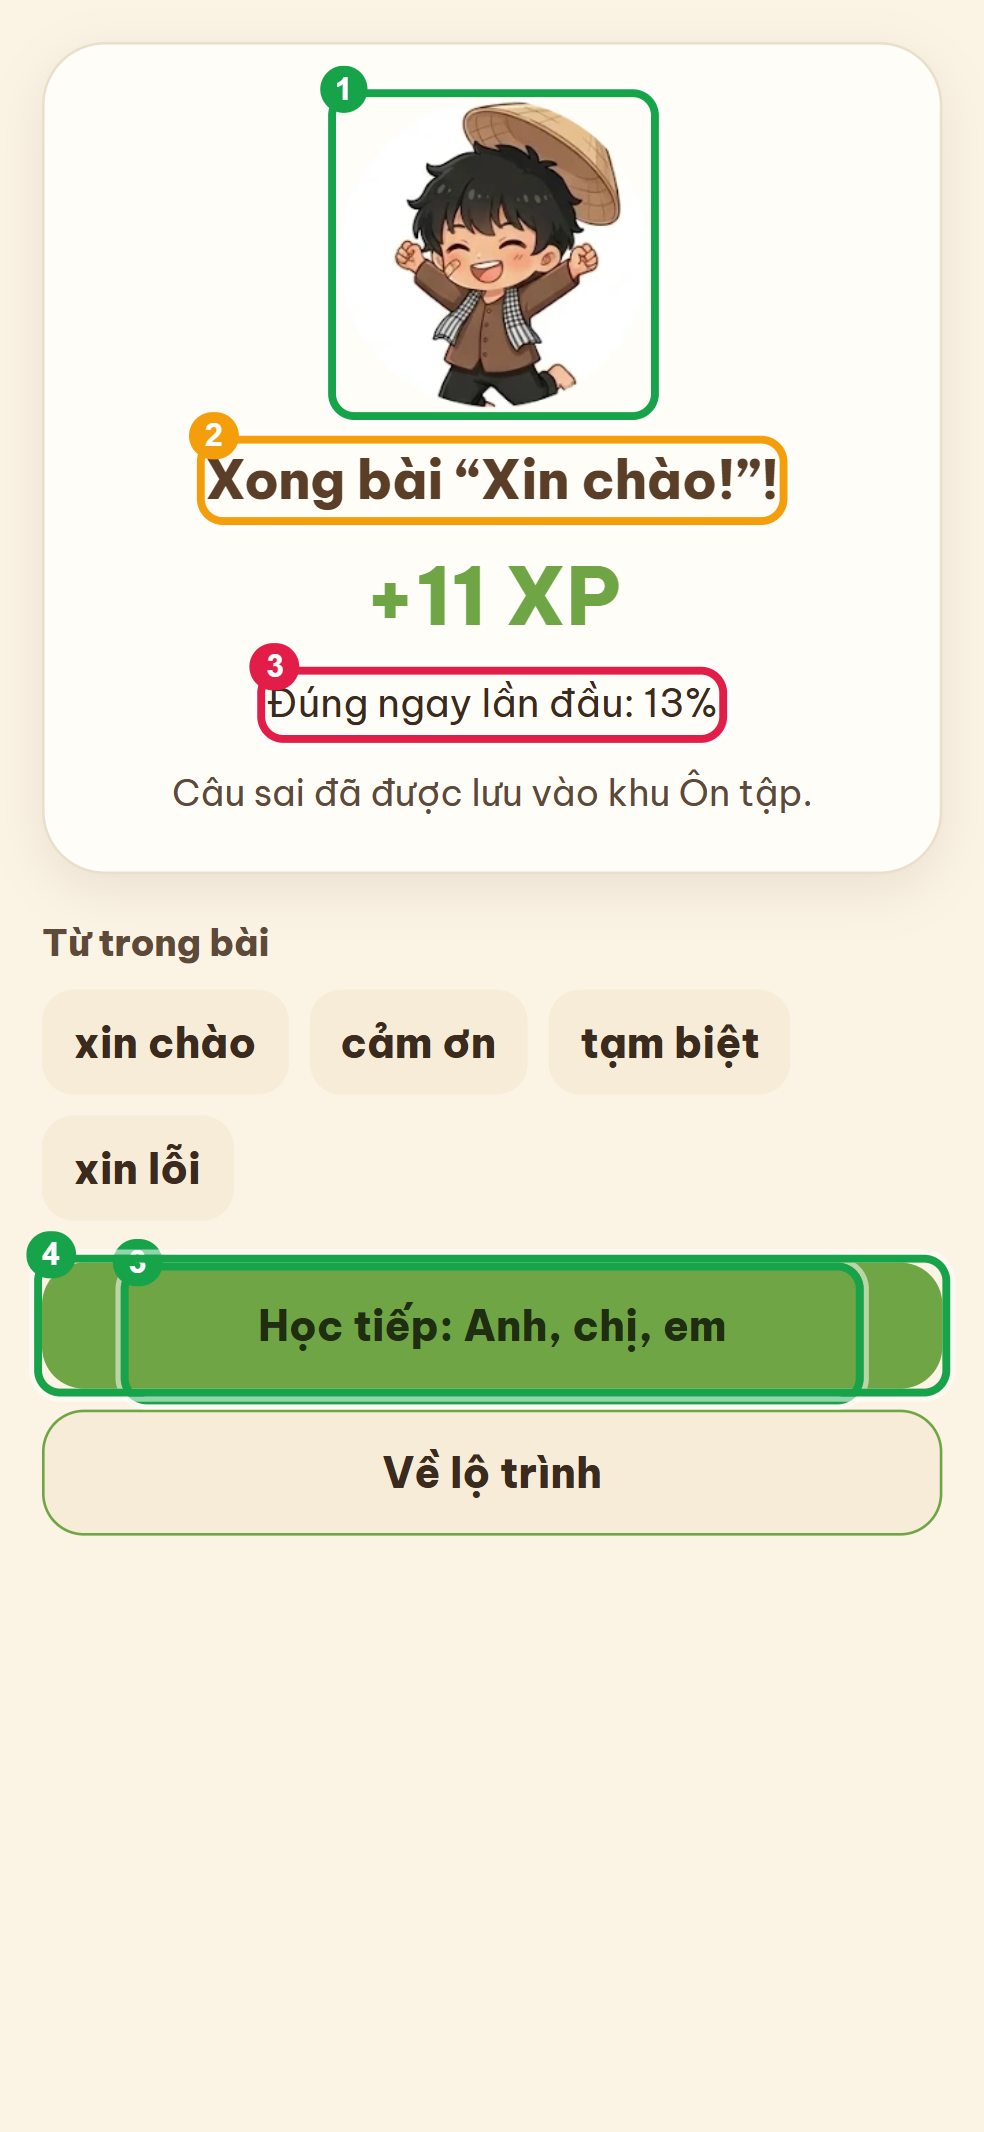 1
2
Xong bài “Xin chào!”!
+11 XP
3
Đúng ngay lần đầu: 13%
Câu sai đã được lưu vào khu Ôn tập.
Từ trong bài
xin chào cảm ơn tạm biệt
xin lỗi
4 3
Học tiếp: Anh, chị, em
Về lộ trình